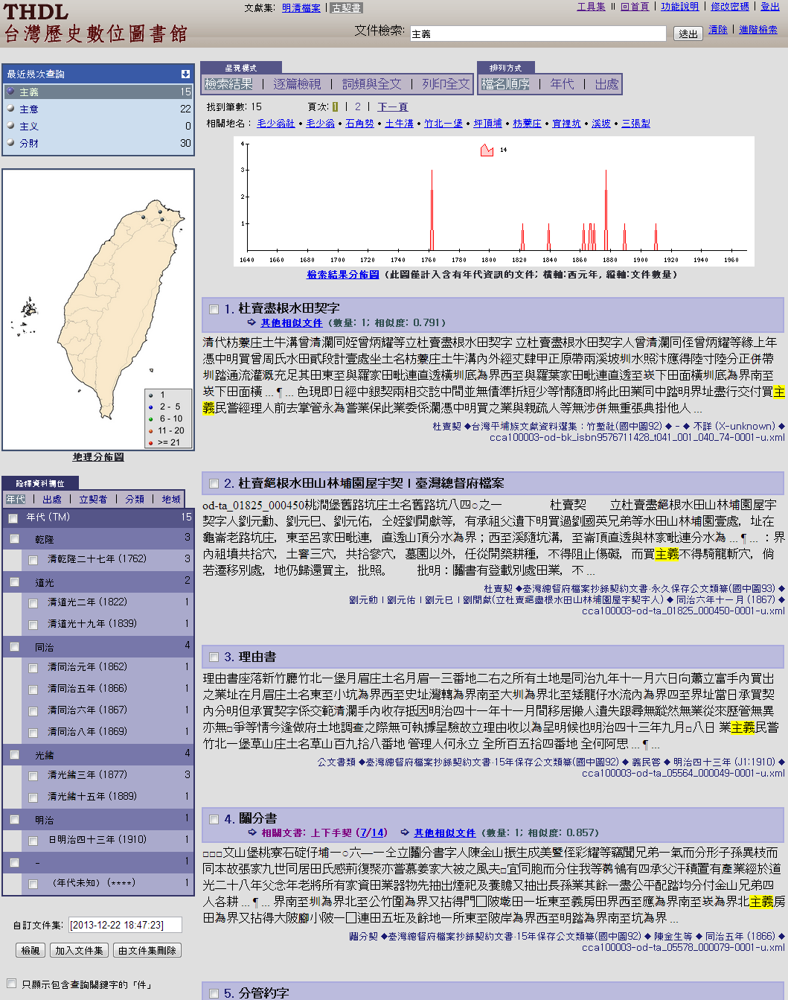 THDL
台灣歷史數位圖書館
文獻集: 明清檔案 | 古契書
工具集 || 回首頁 | 功能說明 | 修改密碼 | 登出
文件檢索: 主義 送出 清除 | 進階檢索
最近幾次查詢
主義 15
主意 22
主义 0
分財 30
1
2 - 5
6 - 10
11 - 20
>= 21
地理分佈圖
詮釋資料欄位
年代 | 出處 | 立契者 | 分類 | 地域
年代 (TM) 15
乾隆 3
清乾隆二十七年 (1762) 3
道光 2
清道光二年 (1822) 1
清道光十九年 (1839) 1
同治 4
清同治元年 (1862) 1
清同治五年 (1866) 1
清同治六年 (1867) 1
清同治八年 (1869) 1
光緒 4
清光緒三年 (1877) 3
清光緒十五年 (1889) 1
明治 1
日明治四十三年 (1910) 1
- 1
(年代未知) (****) 1
自訂文件集: [2013-12-22 18:47:23]
檢視 加入文件集 由文件集刪除
只顯示包含查詢關鍵字的「件」
呈視模式
檢索結果 | 逐篇檢視 | 詞頻與全文 | 列印全文
排列方式
檔名順序 | 年代 | 出處
找到筆數: 15 頁次: 1 | 2 | 下一頁
相關地名: 毛少翁社 • 毛少翁 • 石角勢 • 土牛溝 • 竹北一堡 • 坪頂埔 • 枋藔庄 • 宵裡坑 • 溪坡 • 三張犁
14
4
3
2
1
1640 1660 1680 1700 1720 1740 1760 1780 1800 1820 1840 1860 1880 1900 1920 1940 1960
檢索結果分佈圖 (此圖僅計入含有年代資訊的文件; 橫軸:西元年, 縱軸:文件數量)
1. 杜賣盡根水田契字
其他相似文件 (數量: 1; 相似度: 0.791)
清代枋藔庄土牛溝曾清瀾同姪曾炳耀等立杜賣盡根水田契字 立杜賣盡根水田契字人曾清瀾同侄曾炳耀等緣上年
憑中明買曾周氏水田貳段計壹處坐土名枋藔庄土牛溝內外經丈肆甲正原帶兩溪坡圳水照汴應得陸寸陸分正併帶
圳踏通流灌溉充足其田東至與羅家田毗連直透橫圳底為界西至與羅葉家田毗連直透至崁下田面橫圳底為界南至
崁下田面橫 ... ¶ ... 色現即日經中銀契兩相交訖中間並無債準折短少等情隨即將此田業同中踏明界址盡行交付買主
義民嘗經理人前去掌管永為嘗業保此業委係瀾憑中明買之業與親疏人等無涉併無重張典掛他人 ...
杜賣契 ◆台灣平埔族文獻資料選集:竹塹社(國中圖92) ◆ - ◆ 不詳 (X-unknown) ◆
cca100003-od-bk_isbn9576711428_t041_001_040_74-0001-u.xml
2. 杜賣絕根水田山林埔園屋宇契 | 臺灣總督府檔案
od-ta_01825_000450桃澗堡舊路坑庄土名舊路坑八四○之一 杜賣契 立杜賣盡絕根水田山林埔園屋宇
契字人劉元勳、劉元巳、劉元佑,仝姪劉開獻等,有承祖父遺下明買過劉國英兄弟等水田山林埔園壹處,址在
龜崙老路坑庄,東至呂家田毗連,直透山頂分水為界;西至溪隨坑溝,至崙頂直透與林家毗連分水為 ... ¶ ... :界
內祖墳共拾穴,土窨三穴,共拾參穴,墓園以外,任從開築耕種,不得阻止傷礙,而買主義不得騎龍斬穴,倘
若遷移別處,地仍歸還買主,批照。 批明:鬮書有登載別處田業,不 ...
杜賣契 ◆臺灣總督府檔案抄錄契約文書‧永久保存公文類纂(國中圖93) ◆
劉元勳 | 劉元佑 | 劉元巳 | 劉開獻(立杜賣絕盡根水田山林埔園屋宇契字人) ◆ 同治六年十一月 (1867) ◆
cca100003-od-ta_01825_000450-0001-u.xml
3. 理由書
理由書座落新竹廳竹北一堡月眉庄土名月眉一三番地二右之所有土地是同治九年十一月六日向蕭立富手內買出
之業址在月眉庄土名東至小坑為界西至史址灣轉為界南至大圳為界北至矮龍仔水流內為界四至界址當日承買契
內分明但承買契字係交範清瀾手內收存抵因明治四十一年十一月間移居搬人遺失跟尋無蹤然無業從來歷管無異
亦無□爭等情今逢做府土地調查之際無可執據呈驗故立理由收以為呈明候也明治四十三年九月□八日 業主義民嘗
竹北一堡草山庄土名草山百九拾八番地 管理人何永立 全所百五拾四番地 全何阿思 ... ¶ ...
公文書類 ◆臺灣總督府檔案抄錄契約文書‧15年保存公文類纂(國中圖92) ◆ 義民嘗 ◆ 明治四十三年 (J1:1910) ◆
cca100003-od-ta_05564_000049-0001-u.xml
4. 鬮分書
相關文書: 上下手契 (7/14) 其他相似文件 (數量: 1; 相似度: 0.857)
□□□文山堡桃寮石碇仔埔一○六—一仝立鬮分書字人陳金山振生成美暨侄彩耀等竊聞兄弟一氣而分形子孫異枝而
同本故張家九世同居田氏感荊復聚亦嘗慕姜家大被之風夫□宜同胞而分住我等鶺鴒有四承父汗積置有產業經於道
光二十八年父念年老將所有家資田業器物先抽出煙祀及養贍又抽出長孫業其餘一盡公平配踏均分付金山兄弟四
人各耕 ... ¶ ... 界南至圳為界北至公竹圍為界又拈得門□陂墘田一坵東至義房田界西至應為界南至崁為界北主義房
田為界又拈得大陂腳小陂一□連田五坵及餘地一所東至陂岸為界西至明踏為界南至坑為界 ...
鬮分契 ◆臺灣總督府檔案抄錄契約文書‧15年保存公文類纂(國中圖92) ◆ 陳金生等 ◆ 同治五年 (1866) ◆
cca100003-od-ta_05578_000079-0001-u.xml
5. 分管約字